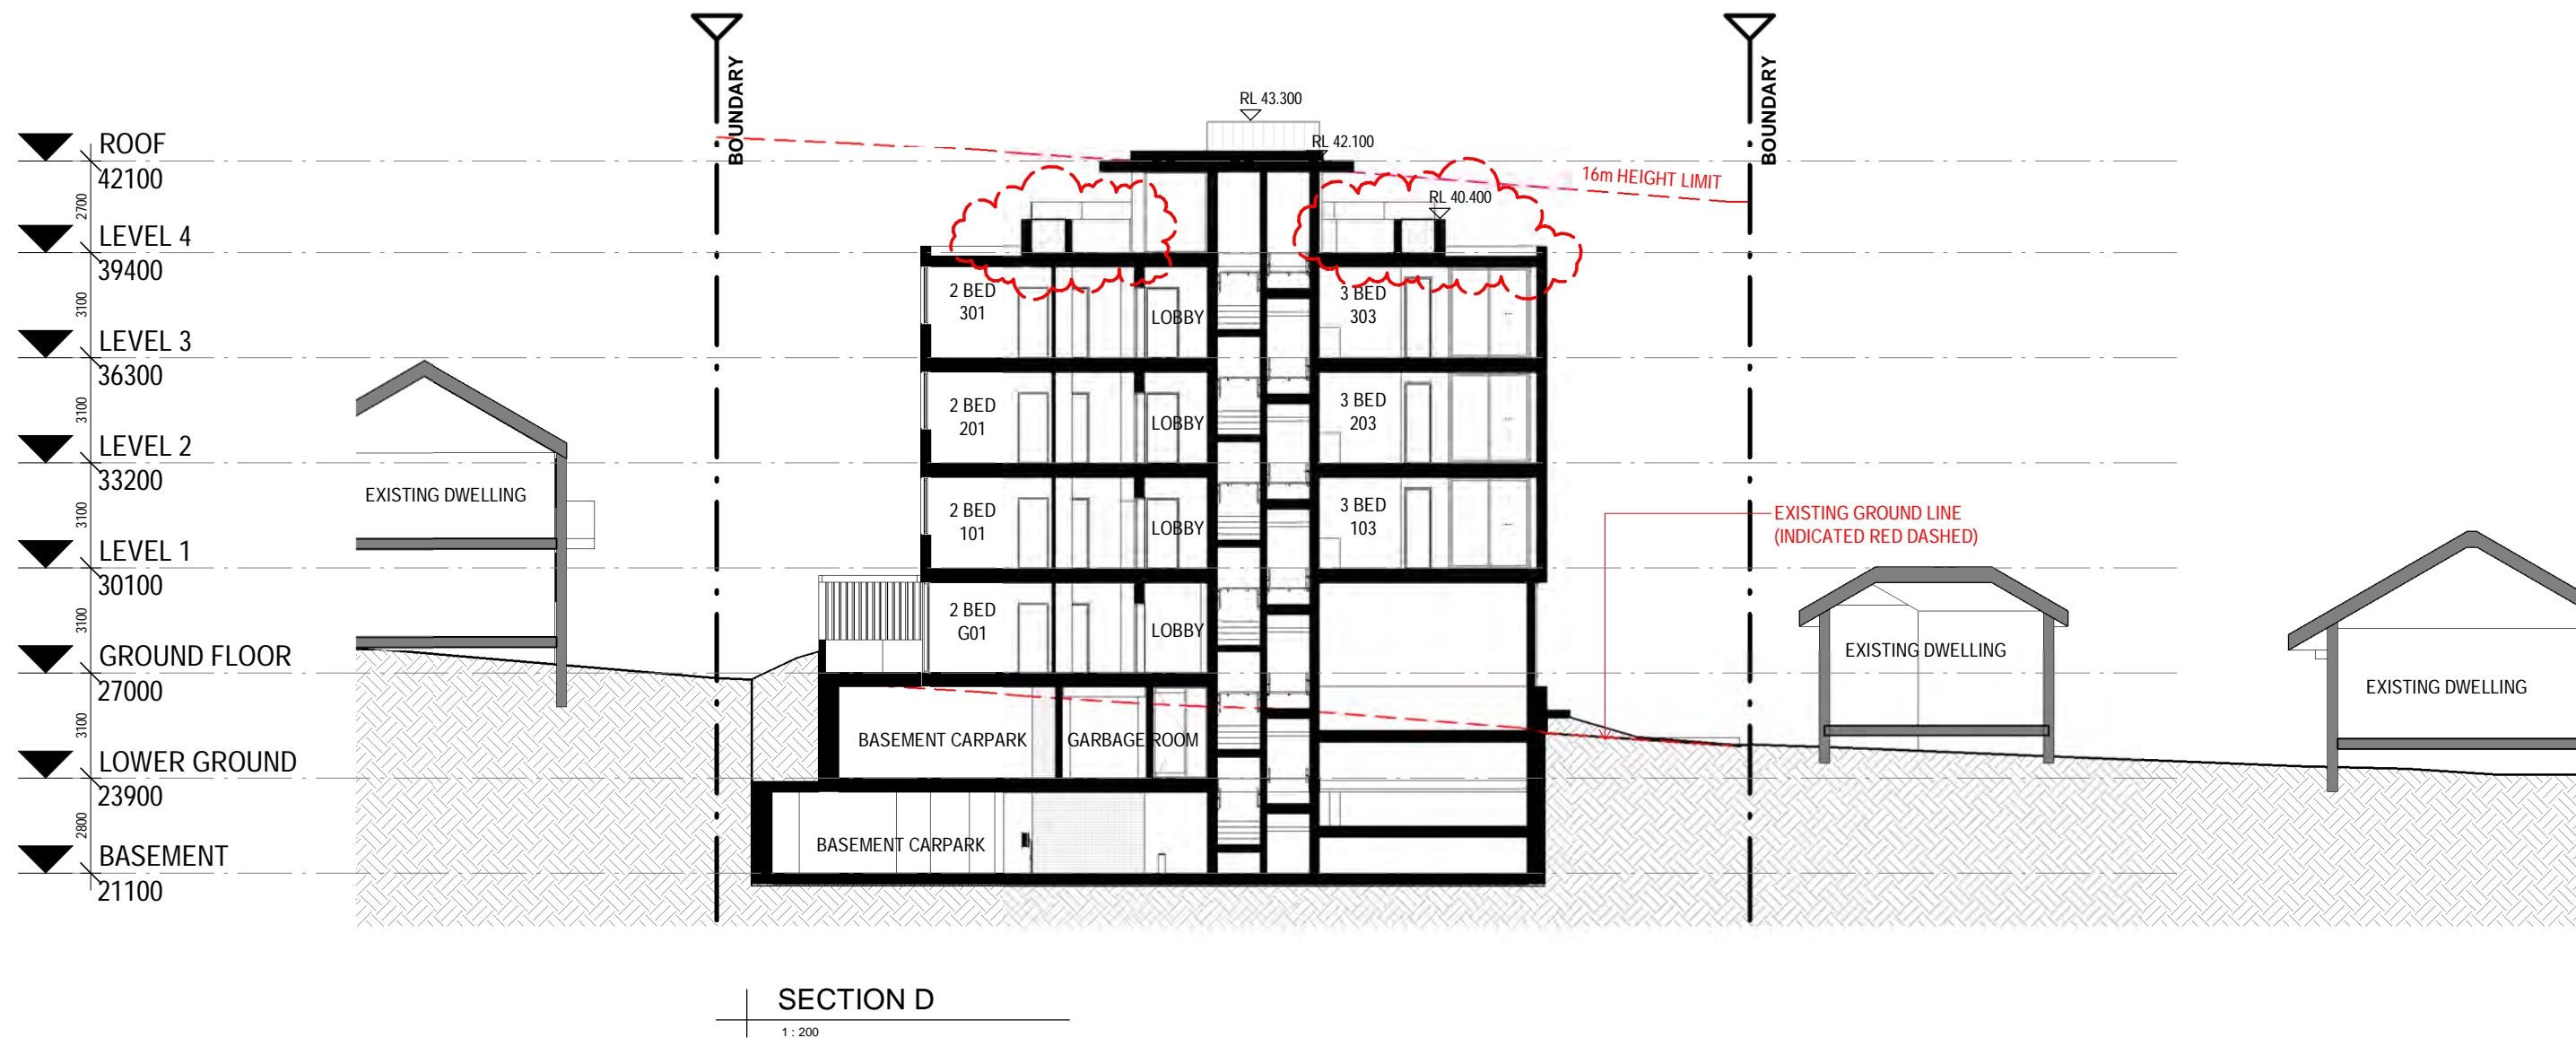 BOUNDARY
BOUNDARY
RL 43.300
RL 42.100
16m HEIGHT LIMIT
RL 40.400
ROOF
42100
2700
LEVEL 4
39400
3100
LEVEL 3
36300
3100
LEVEL 2
33200
3100
LEVEL 1
30100
3100
GROUND FLOOR
27000
3100
LOWER GROUND
23900
2800
BASEMENT
21100
2 BED
301
LOBBY
3 BED
303
2 BED
201
LOBBY
3 BED
203
2 BED
101
LOBBY
3 BED
103
2 BED
G01
LOBBY
EXISTING DWELLING
EXISTING GROUND LINE
(INDICATED RED DASHED)
EXISTING DWELLING
EXISTING DWELLING
BASEMENT CARPARK
GARBAGE ROOM
BASEMENT CARPARK
SECTION D
1 : 200